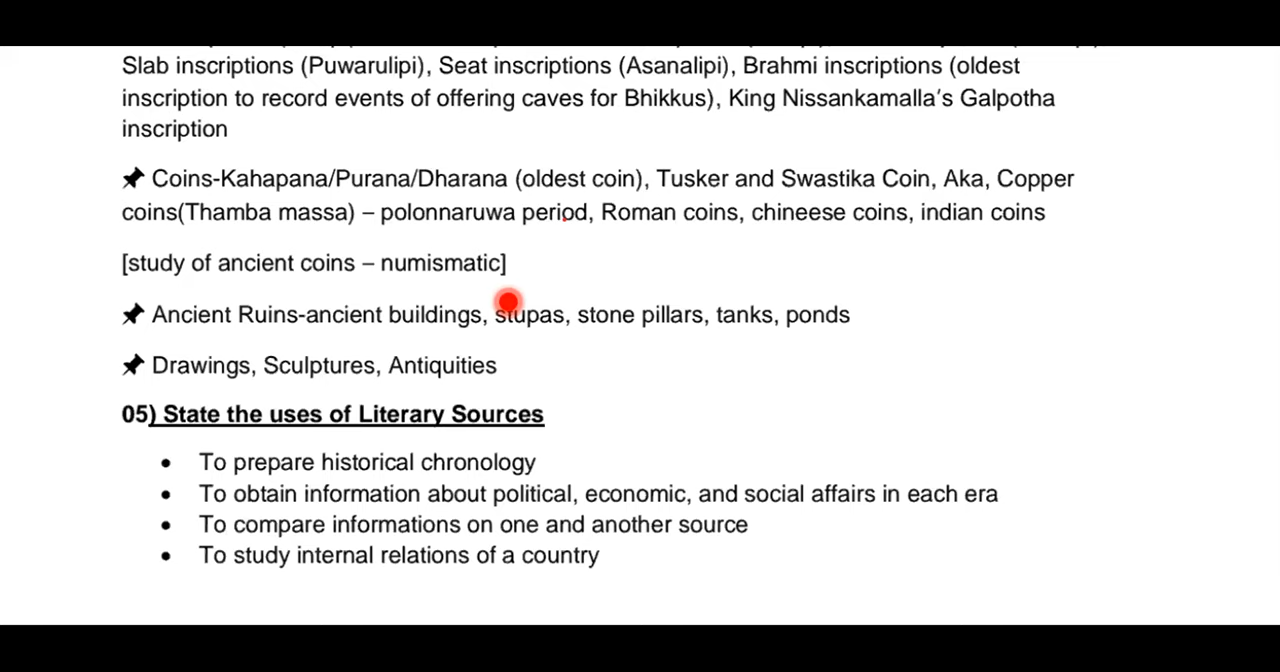 Slab inscriptions (Puwarulipi), Seat inscriptions (Asanalipi), Brahmi inscriptions (oldest
inscription to record events of offering caves for Bhikkus), King Nissankamalla's Galpotha
inscription
Coins-Kahapana/Purana/Dharana (oldest coin), Tusker and Swastika Coin, Aka, Copper
coins(Thamba massa) – polonnaruwa period, Roman coins, chineese coins, indian coins
[study of ancient coins – numismatic]
Ancient Ruins-ancient buildings, stupas, stone pillars, tanks, ponds
Drawings, Sculptures, Antiquities
05) State the uses of Literary Sources
• To prepare historical chronology
• To obtain information about political, economic, and social affairs in each era
• To compare informations on one and another source
• To study internal relations of a country